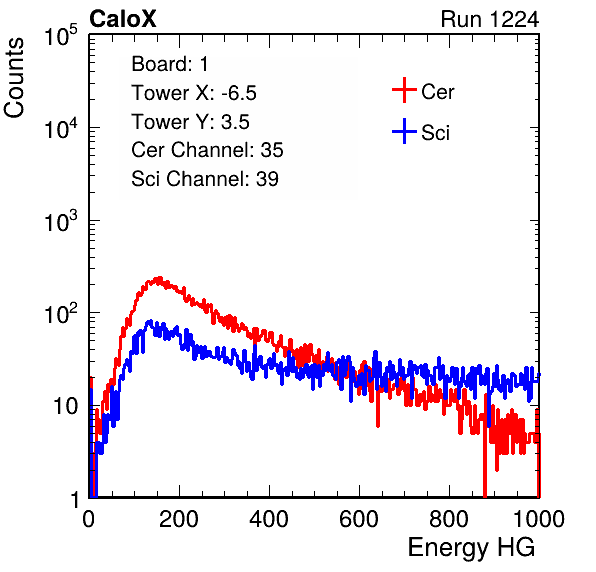 CaloX Run 1224
Counts
Board: 1
Tower X: -6.5
Tower Y: 3.5
Cer Channel: 35
Sci Channel: 39
Cer
Sci
10^5
10^4
10^3
10^2
10
1
0 200 400 600 800 1000
Energy HG